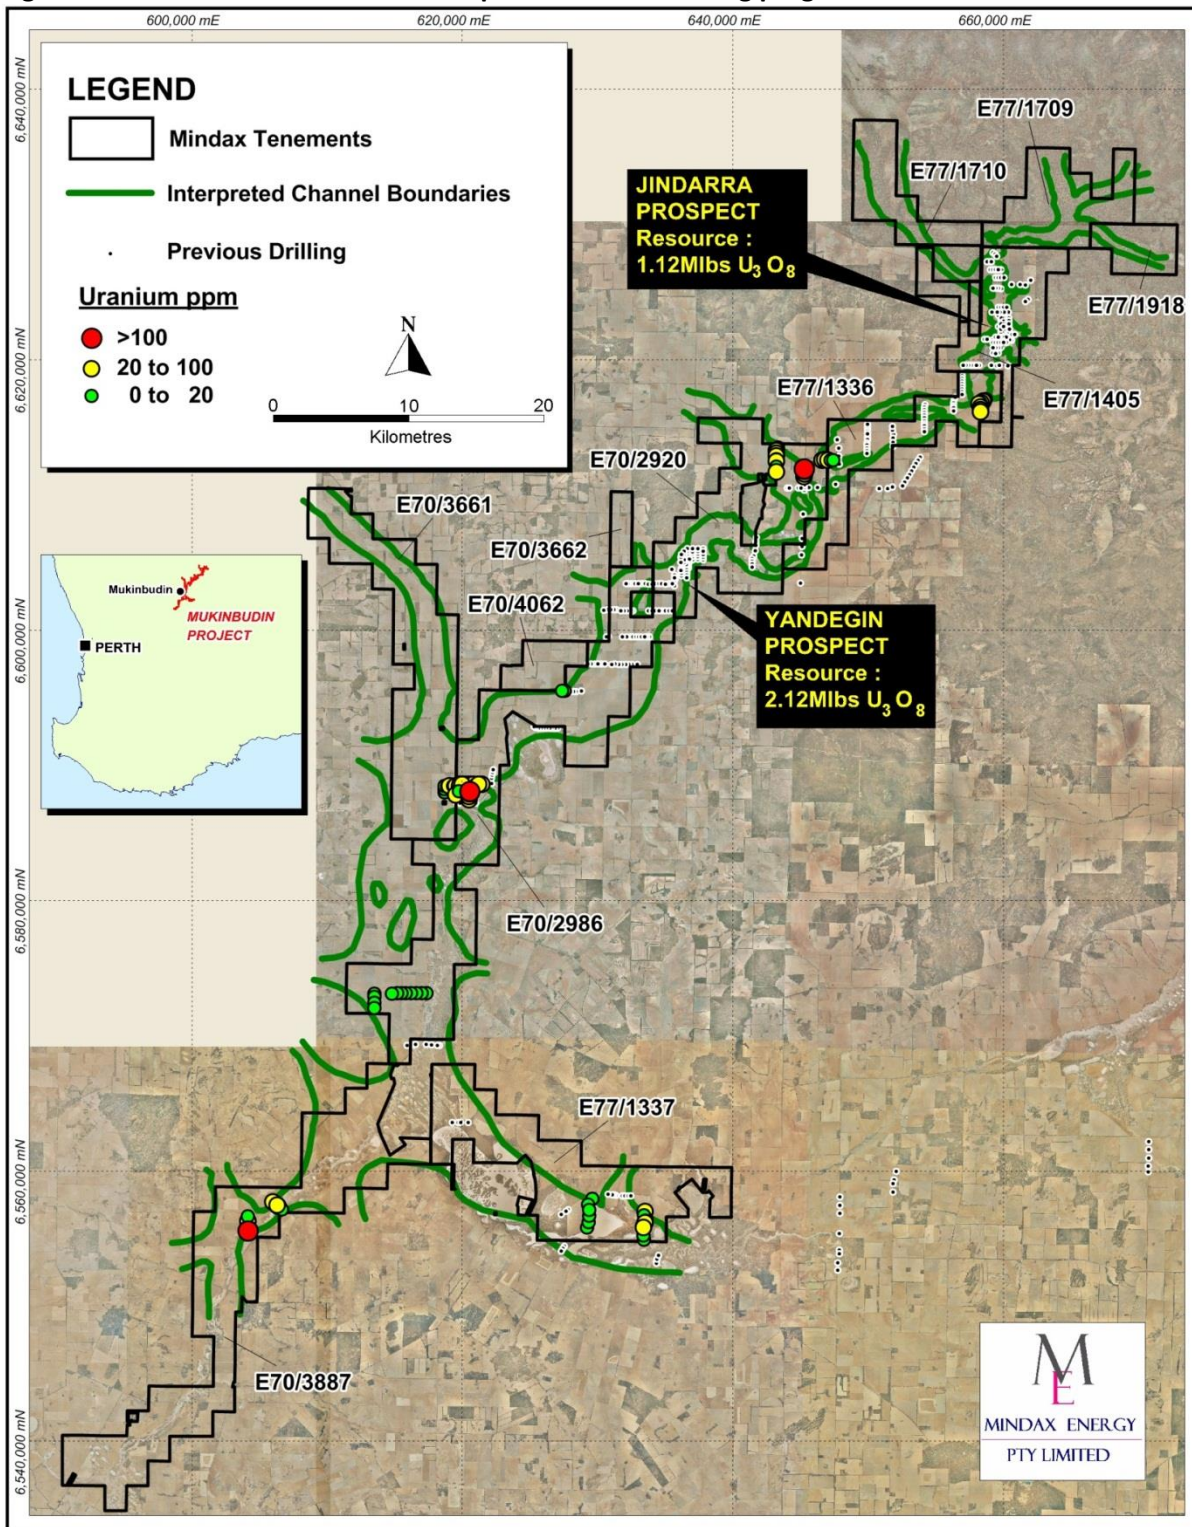 600,000 mE
620,000 mE
640,000 mE
660,000 mE
6,640,000 mN
6,620,000 mN
6,600,000 mN
6,580,000 mN
6,560,000 mN
6,540,000 mN
LEGEND
Mindax Tenements
Interpreted Channel Boundaries
Previous Drilling
Uranium ppm
>100
20 to 100
0 to 20
N
0 10 20
Kilometres
JINDARRA
PROSPECT
Resource :
1.12Mlbs U3 O8
E77/1709
E77/1710
E77/1918
E77/1336
E77/1405
E70/2920
E70/3661
E70/3662
E70/4062
YANDEGIN
PROSPECT
Resource :
2.12Mlbs U3 O8
Mukinbudin
MUKINBUDIN
PROJECT
PERTH
E70/2986
E77/1337
E70/3887
ME
MINDAX ENERGY
PTY LIMITED